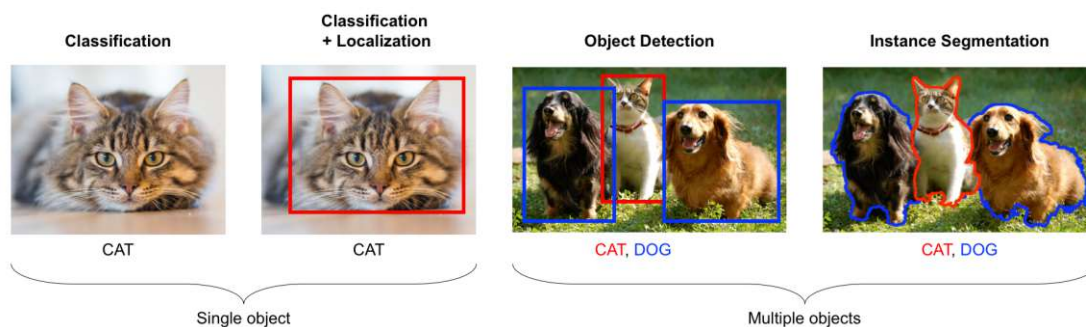 Classification
Classification
+ Localization
Object Detection
Instance Segmentation
CAT
CAT
CAT, DOG
CAT, DOG
Single object
Multiple objects